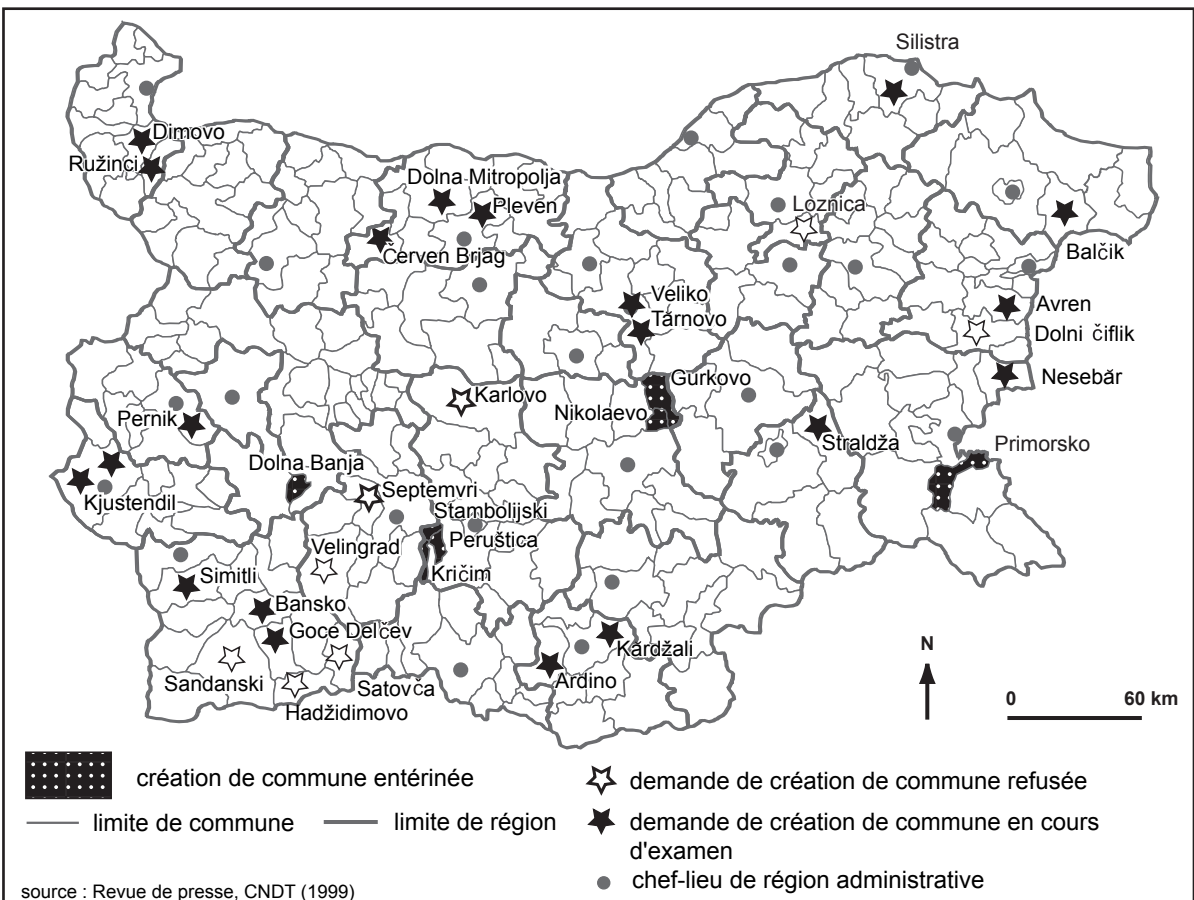 Silistra
Dimovo
Ružinci
Dolna Mitropolja
Pleven
Loznica
Červen Brjag
Balčik
Veliko
Tárnovo
Avren
Dolni čiflik
Gurkovo
Nesebăr
Karlovo
Nikolaevo
Pernik
Straldža
Primorsko
Dolna Banja
Septemvri
Kjustendil
Stambolijski
Peruštica
Velingrad
Kričim
Simitli
Bansko
Goce Delčev
Kárdžali
Sandanski
Satovča
Ardino
Hadžidimovo
N
0 60 km
création de commune entérinée
demande de création de commune refusée
limite de commune
limite de région
demande de création de commune en cours
d'examen
chef-lieu de région administrative
source : Revue de presse, CNDT (1999)